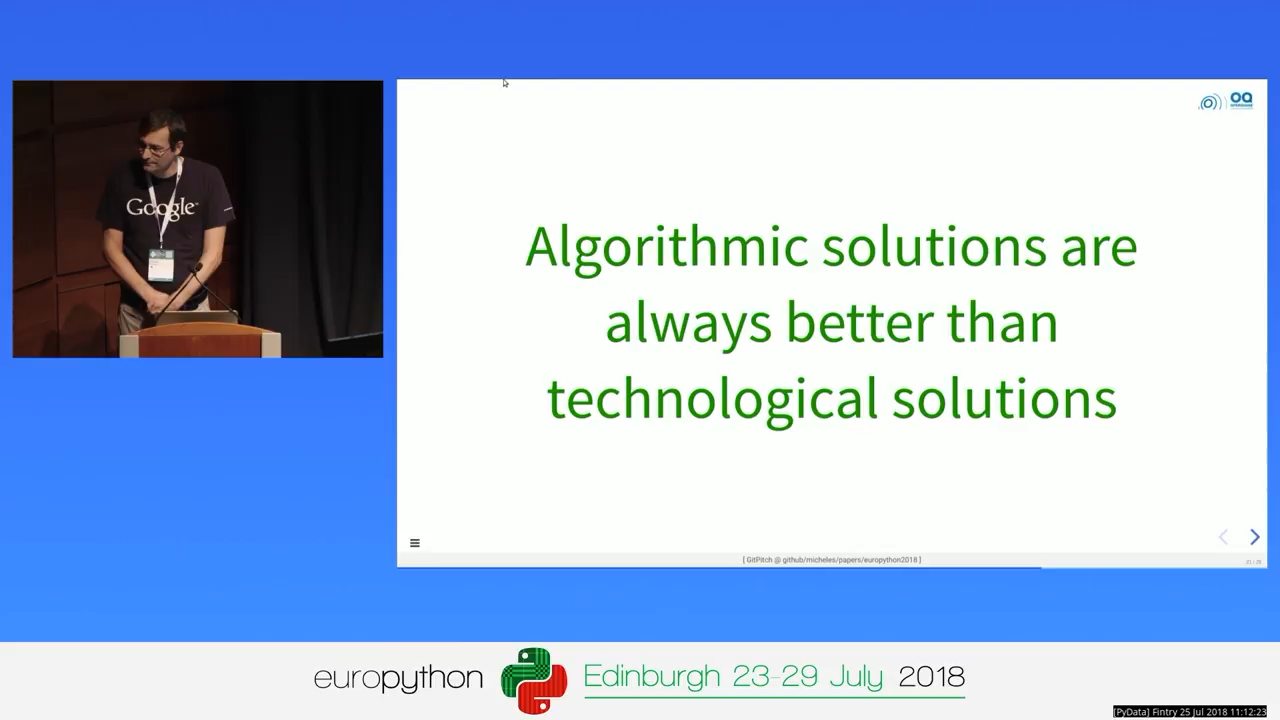 Google
OQ
Algorithmic solutions are
always better than
technological solutions
[ GitPitch @ github/micheles/papers/europython2018 ]
europython
Edinburgh 23-29 July 2018
[PyData] Fintry 25 Jul 2018 11:12:23